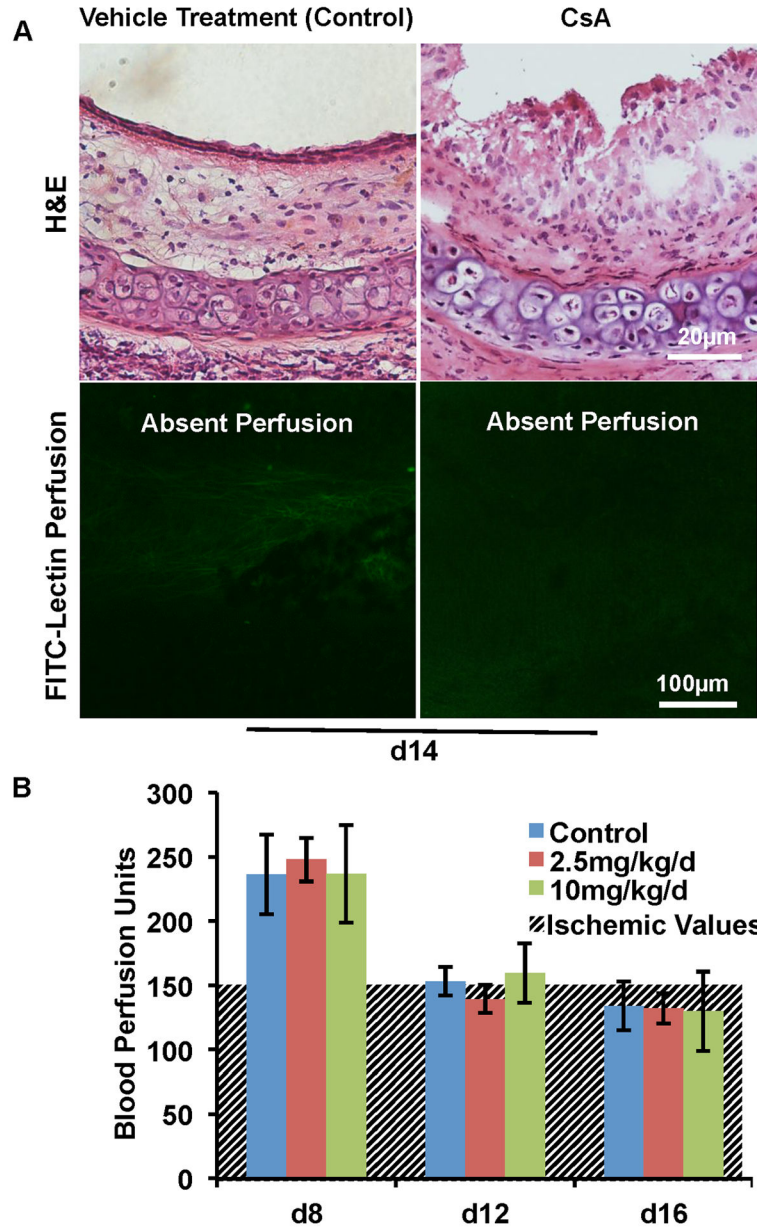 A
Vehicle Treatment (Control)
CsA
H&E
20µm
FITC-Lectin Perfusion
Absent Perfusion
Absent Perfusion
100µm
d14
B
Blood Perfusion Units
300
250
200
150
100
50
0
Control
2.5mg/kg/d
10mg/kg/d
Ischemic Values
d8
d12
d16